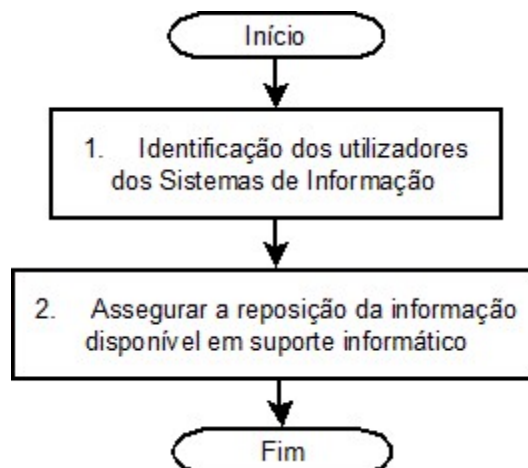 Início
1. Identificação dos utilizadores
dos Sistemas de Informação
2. Assegurar a reposição da informação
disponível em suporte informático
Fim